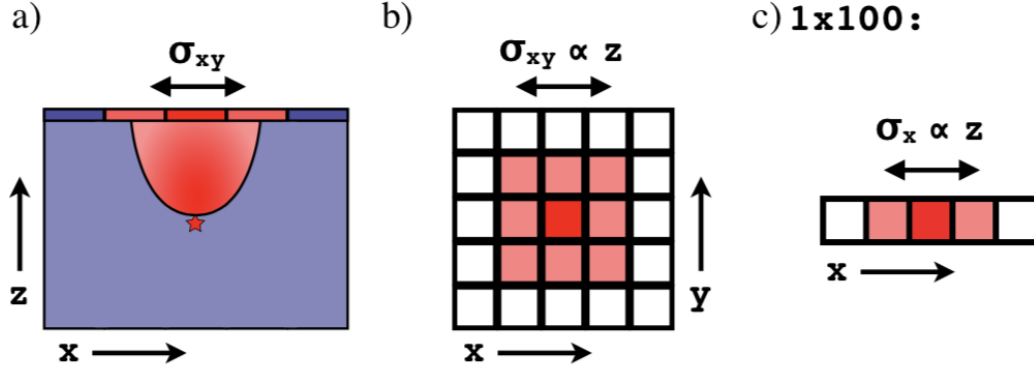 a)
σxy
z
x
b)
σxy ∝ z
y
x
c) 1x100:
σx ∝ z
x